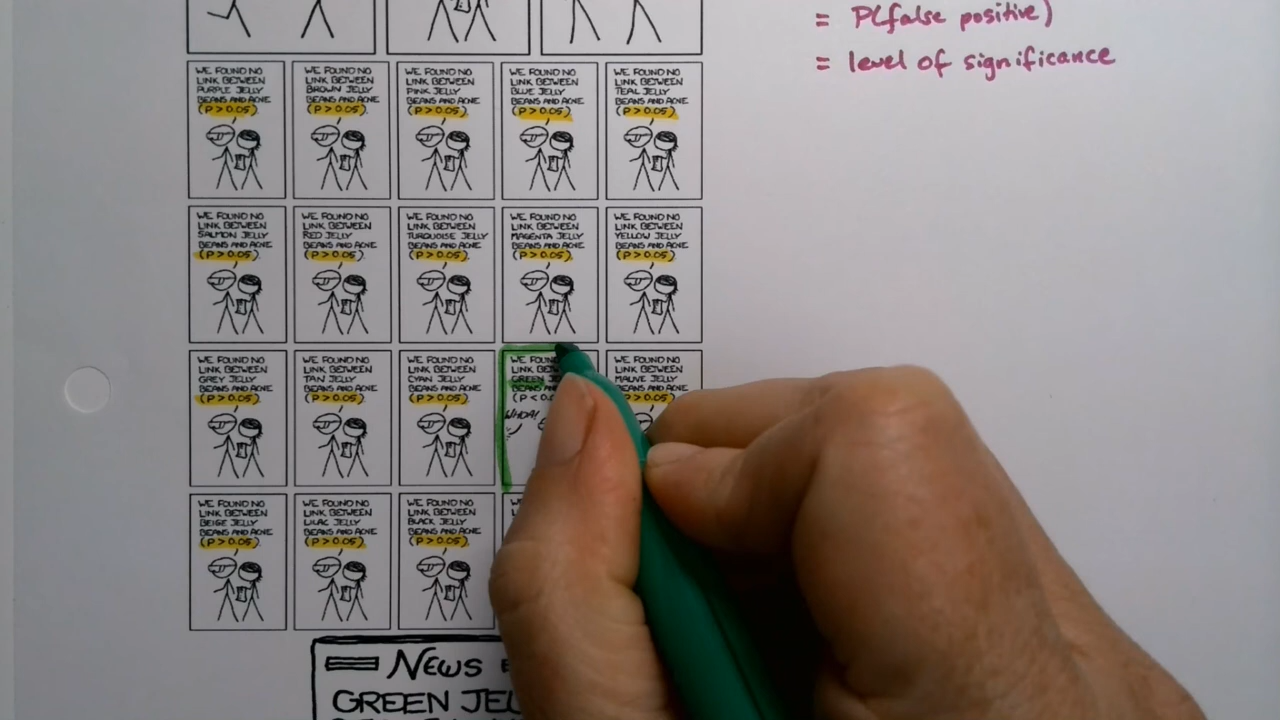 = P(false positive)
= level of significance
WE FOUND NO
LINK BETWEEN
PURPLE JELLY
BEANS AND ACNE
(P > 0.05).
WE FOUND NO
LINK BETWEEN
BROWN JELLY
BEANS AND ACNE
(P > 0.05).
WE FOUND NO
LINK BETWEEN
PINK JELLY
BEANS AND ACNE
(P > 0.05).
WE FOUND NO
LINK BETWEEN
BLUE JELLY
BEANS AND ACNE
(P > 0.05).
WE FOUND NO
LINK BETWEEN
TEAL JELLY
BEANS AND ACNE
(P > 0.05).
WE FOUND NO
LINK BETWEEN
SALMON JELLY
BEANS AND ACNE
(P > 0.05).
WE FOUND NO
LINK BETWEEN
RED JELLY
BEANS AND ACNE
(P > 0.05).
WE FOUND NO
LINK BETWEEN
TURQUOISE JELLY
BEANS AND ACNE
(P > 0.05).
WE FOUND NO
LINK BETWEEN
MAGENTA JELLY
BEANS AND ACNE
(P > 0.05).
WE FOUND NO
LINK BETWEEN
YELLOW JELLY
BEANS AND ACNE
(P > 0.05).
WE FOUND NO
LINK BETWEEN
GREY JELLY
BEANS AND ACNE
(P > 0.05).
WE FOUND NO
LINK BETWEEN
TAN JELLY
BEANS AND ACNE
(P > 0.05).
WE FOUND NO
LINK BETWEEN
CYAN JELLY
BEANS AND ACNE
(P > 0.05).
WE
GREEN
BEANS
(P < 0.0
WHOA!
WE FOUND NO
LINK BETWEEN
MAUVE JELLY
BEANS AND ACNE
P > 0.05).
WE FOUND NO
LINK BETWEEN
BEIGE JELLY
BEANS AND ACNE
(P > 0.05).
WE FOUND NO
LINK BETWEEN
LILAC JELLY
BEANS AND ACNE
(P > 0.05).
WE FOUND NO
LINK BETWEEN
BLACK JELLY
BEANS AND ACNE
(P > 0.05).
NEWS
GREEN JEL